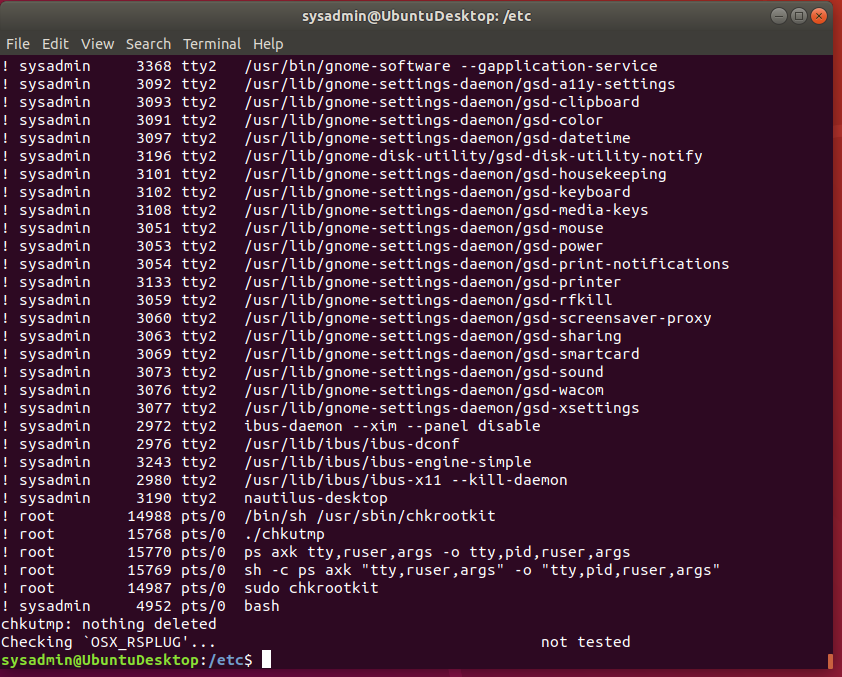 sysadmin@UbuntuDesktop: /etc
File Edit View Search Terminal Help
! sysadmin     3368 tty2   /usr/bin/gnome-software --gapplication-service
! sysadmin     3092 tty2   /usr/lib/gnome-settings-daemon/gsd-a11y-settings
! sysadmin     3093 tty2   /usr/lib/gnome-settings-daemon/gsd-clipboard
! sysadmin     3091 tty2   /usr/lib/gnome-settings-daemon/gsd-color
! sysadmin     3097 tty2   /usr/lib/gnome-settings-daemon/gsd-datetime
! sysadmin     3196 tty2   /usr/lib/gnome-disk-utility/gsd-disk-utility-notify
! sysadmin     3101 tty2   /usr/lib/gnome-settings-daemon/gsd-housekeeping
! sysadmin     3102 tty2   /usr/lib/gnome-settings-daemon/gsd-keyboard
! sysadmin     3108 tty2   /usr/lib/gnome-settings-daemon/gsd-media-keys
! sysadmin     3051 tty2   /usr/lib/gnome-settings-daemon/gsd-mouse
! sysadmin     3053 tty2   /usr/lib/gnome-settings-daemon/gsd-power
! sysadmin     3054 tty2   /usr/lib/gnome-settings-daemon/gsd-print-notifications
! sysadmin     3133 tty2   /usr/lib/gnome-settings-daemon/gsd-printer
! sysadmin     3059 tty2   /usr/lib/gnome-settings-daemon/gsd-rfkill
! sysadmin     3060 tty2   /usr/lib/gnome-settings-daemon/gsd-screensaver-proxy
! sysadmin     3063 tty2   /usr/lib/gnome-settings-daemon/gsd-sharing
! sysadmin     3069 tty2   /usr/lib/gnome-settings-daemon/gsd-smartcard
! sysadmin     3073 tty2   /usr/lib/gnome-settings-daemon/gsd-sound
! sysadmin     3076 tty2   /usr/lib/gnome-settings-daemon/gsd-wacom
! sysadmin     3077 tty2   /usr/lib/gnome-settings-daemon/gsd-xsettings
! sysadmin     2972 tty2   ibus-daemon --xim --panel disable
! sysadmin     2976 tty2   /usr/lib/ibus/ibus-dconf
! sysadmin     3243 tty2   /usr/lib/ibus/ibus-engine-simple
! sysadmin     2980 tty2   /usr/lib/ibus/ibus-x11 --kill-daemon
! sysadmin     3190 tty2   nautilus-desktop
! root        14988 pts/0  /bin/sh /usr/sbin/chkrootkit
! root        15768 pts/0  ./chkutmp
! root        15770 pts/0  ps axk tty,ruser,args -o tty,pid,ruser,args
! root        15769 pts/0  sh -c ps axk "tty,ruser,args" -o "tty,pid,ruser,args"
! root        14987 pts/0  sudo chkrootkit
! sysadmin     4952 pts/0  bash
chkutmp: nothing deleted
Checking `OSX_RSPLUG'...                                    not tested
sysadmin@UbuntuDesktop:/etc$